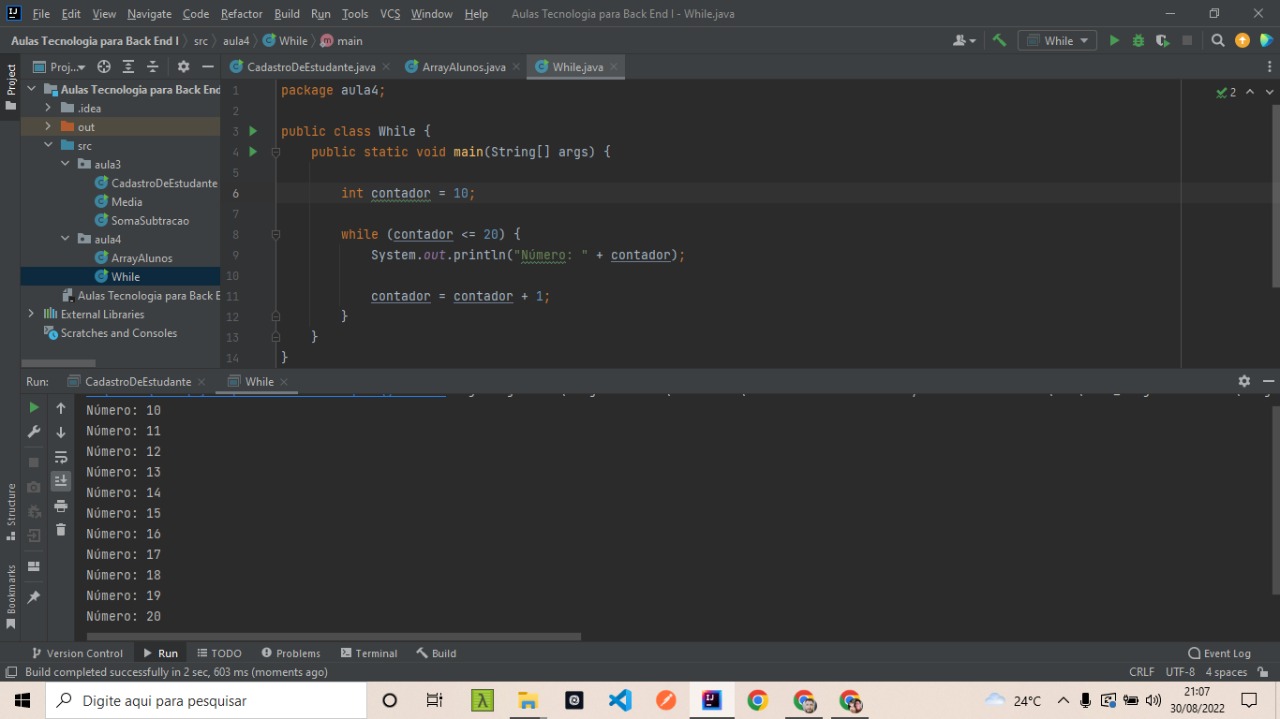 File Edit View Navigate Code Refactor Build Run Tools VCS Window Help Aulas Tecnologia para Back End I - While.java
Aulas Tecnologia para Back End I src aula4 While main While
Project
Proj... CadastroDeEstudante.java ArrayAlunos.java While.java
Aulas Tecnologia para Back End
.idea
out
src
aula3
CadastroDeEstudante
Media
SomaSubtracao
aula4
ArrayAlunos
While
Aulas Tecnologia para Back E
External Libraries
Scratches and Consoles
2
1 package aula4;
2
3 public class While {
4 public static void main(String[] args) {
5
6 int contador = 10;
7
8 while (contador <= 20) {
9 System.out.println("Número: " + contador);
10
11 contador = contador + 1;
12 }
13 }
14 }
Run: CadastroDeEstudante While
Número: 10
Número: 11
Número: 12
Número: 13
Número: 14
Número: 15
Número: 16
Número: 17
Número: 18
Número: 19
Número: 20
Structure
Bookmarks
Version Control Run TODO Problems Terminal Build Event Log
Build completed successfully in 2 sec, 603 ms (moments ago) CRLF UTF-8 4 spaces
Digite aqui para pesquisar 24°C 21:07
30/08/2022